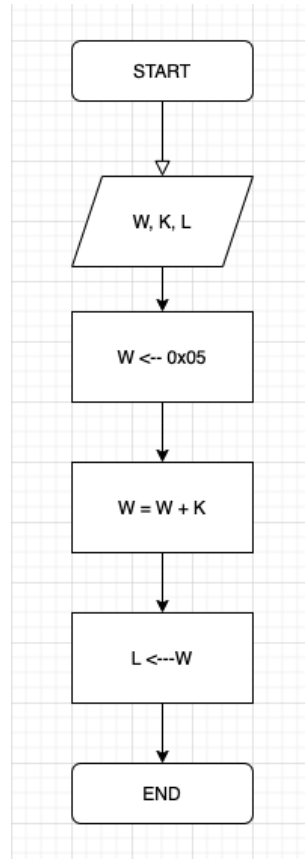 START
W, K, L
W <-- 0x05
W = W + K
L <---W
END